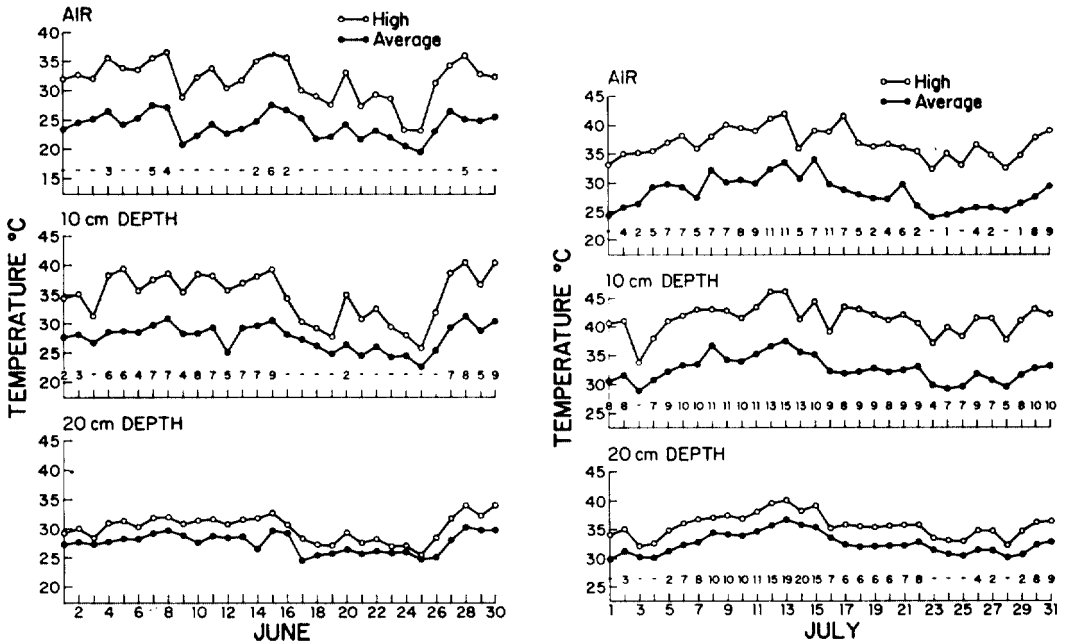 AIR
High
Average
40
35
30
25
20
15
- - - 3 - - 5 4 - - - - - 2 6 2 - - - - - - - - - - - 5 - -
10 cm DEPTH
45
40
35
30
25
20
2 3 - 6 6 4 7 7 4 8 7 5 7 7 9 - - - - 2 - - - - - - 7 8 5 9
20 cm DEPTH
45
40
35
30
25
20
2 4 6 8 10 12 14 16 18 20 22 24 26 28 30
JUNE
TEMPERATURE °C
AIR
High
Average
45
40
35
30
25
20
- 4 2 5 7 7 5 7 7 8 9 11 11 5 7 11 7 5 2 4 6 2 - 1 - 4 2 - 1 8 9
10 cm DEPTH
45
40
35
30
25
8 8 - 7 9 10 10 11 11 10 11 13 15 13 10 9 8 9 9 8 9 9 4 7 7 9 7 5 8 10 10
20 cm DEPTH
45
40
35
30
25
- 3 - - 2 7 8 10 10 10 11 15 19 20 15 7 6 6 6 6 7 8 - - - 4 2 - 2 8 9
1 3 5 7 9 11 13 15 17 19 21 23 25 27 29 31
JULY
TEMPERATURE °C